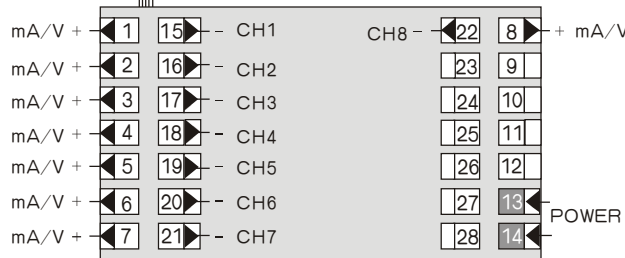 mA/V + 1 15 - CH1 CH8 - 22 8 + mA/V
mA/V + 2 16 - CH2 23 9
mA/V + 3 17 - CH3 24 10
mA/V + 4 18 - CH4 25 11
mA/V + 5 19 - CH5 26 12
mA/V + 6 20 - CH6 27 13
POWER
mA/V + 7 21 - CH7 28 14